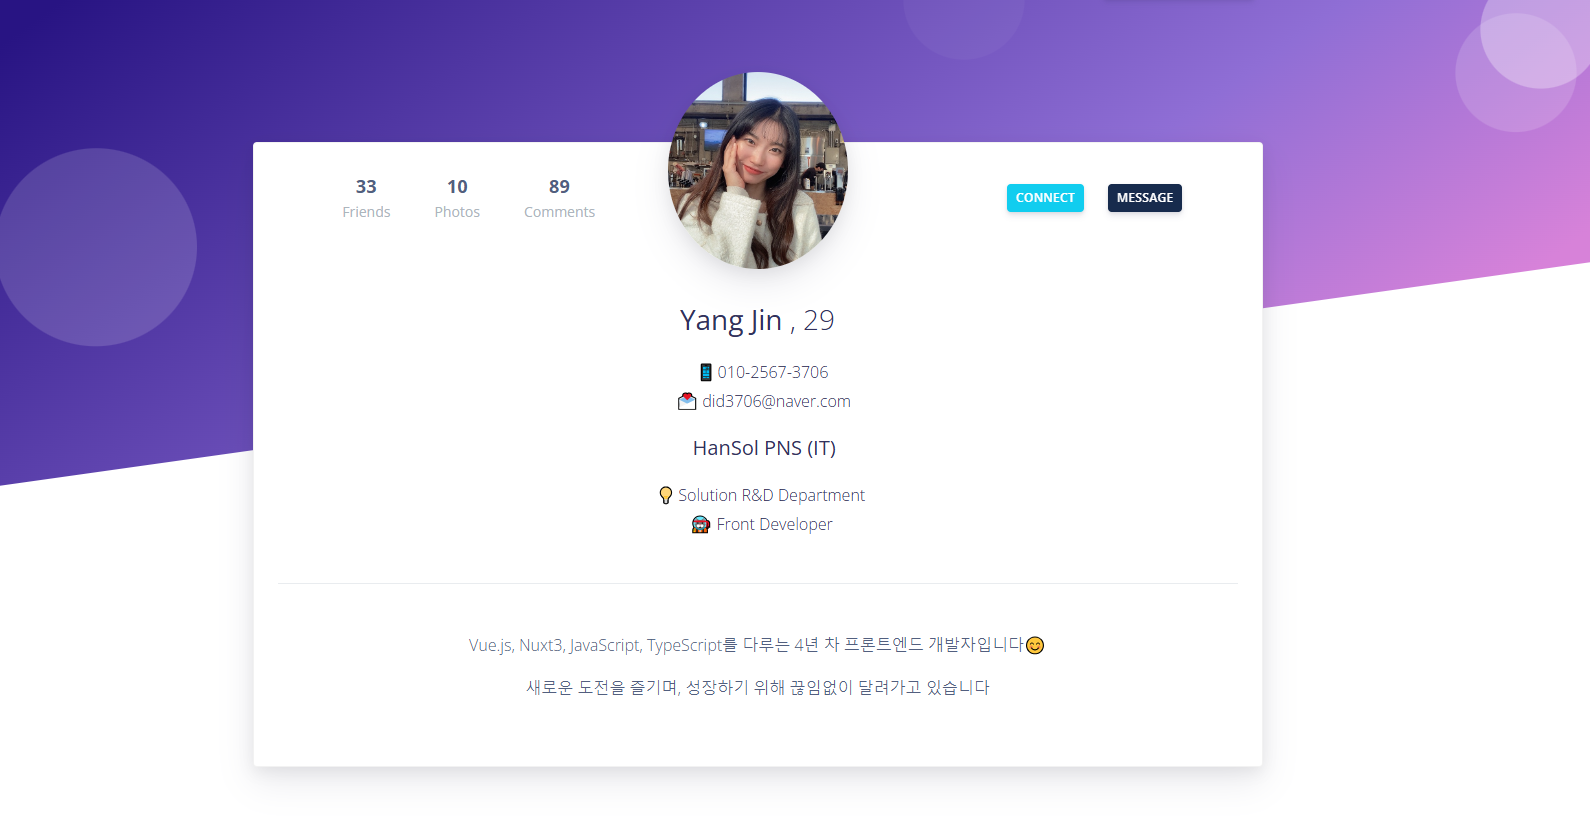 33
Friends
10
Photos
89
Comments
CONNECT
MESSAGE
Yang Jin , 29
010-2567-3706
did3706@naver.com
HanSol PNS (IT)
Solution R&D Department
Front Developer
Vue.js, Nuxt3, JavaScript, TypeScript를 다루는 4년 차 프론트엔드 개발자입니다😊
새로운 도전을 즐기며, 성장하기 위해 끊임없이 달려가고 있습니다